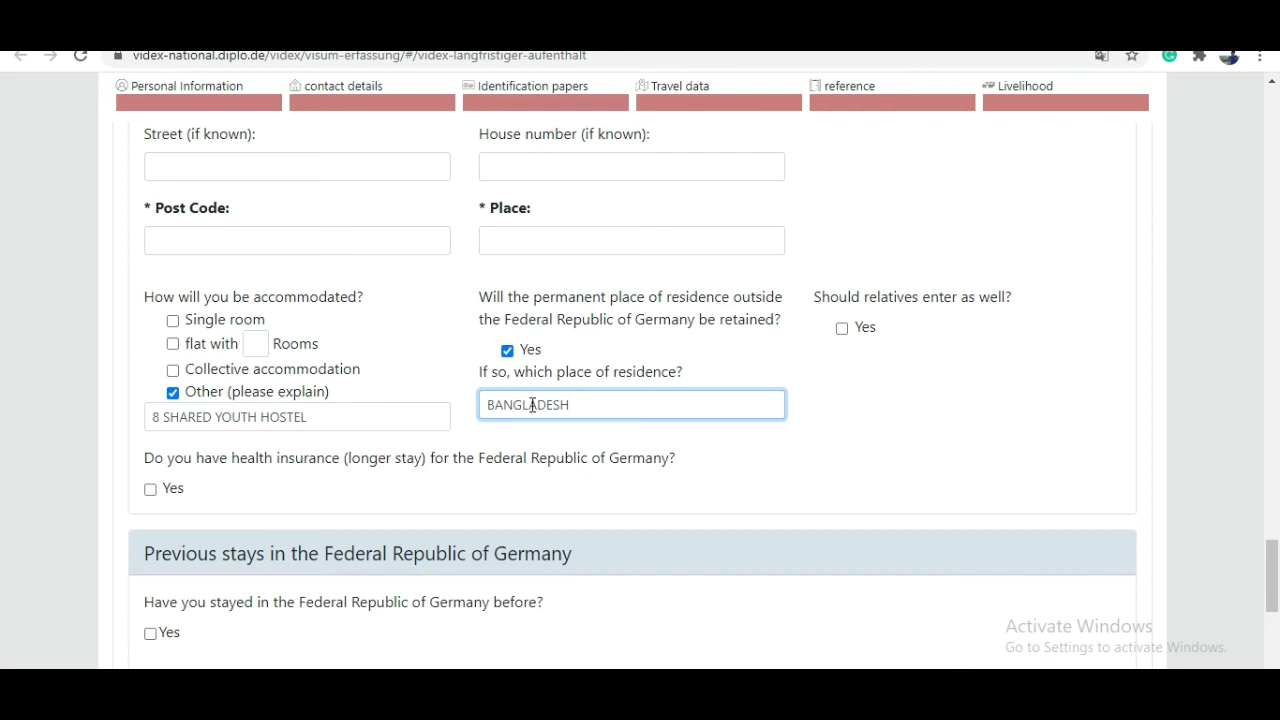 videx-national.diplo.de/videx/visum-erfassung/#/videx-langfristiger-aufenthalt
Personal Information contact details Identification papers Travel data reference Livelihood
Street (if known): House number (if known):
* Post Code: * Place:
How will you be accommodated? Will the permanent place of residence outside Should relatives enter as well?
Single room the Federal Republic of Germany be retained? Yes
flat with Rooms Yes
Collective accommodation If so, which place of residence?
Other (please explain) BANGLADESH
8 SHARED YOUTH HOSTEL
Do you have health insurance (longer stay) for the Federal Republic of Germany?
Yes
Previous stays in the Federal Republic of Germany
Have you stayed in the Federal Republic of Germany before?
Yes
Activate Windows
Go to Settings to activate Windows.